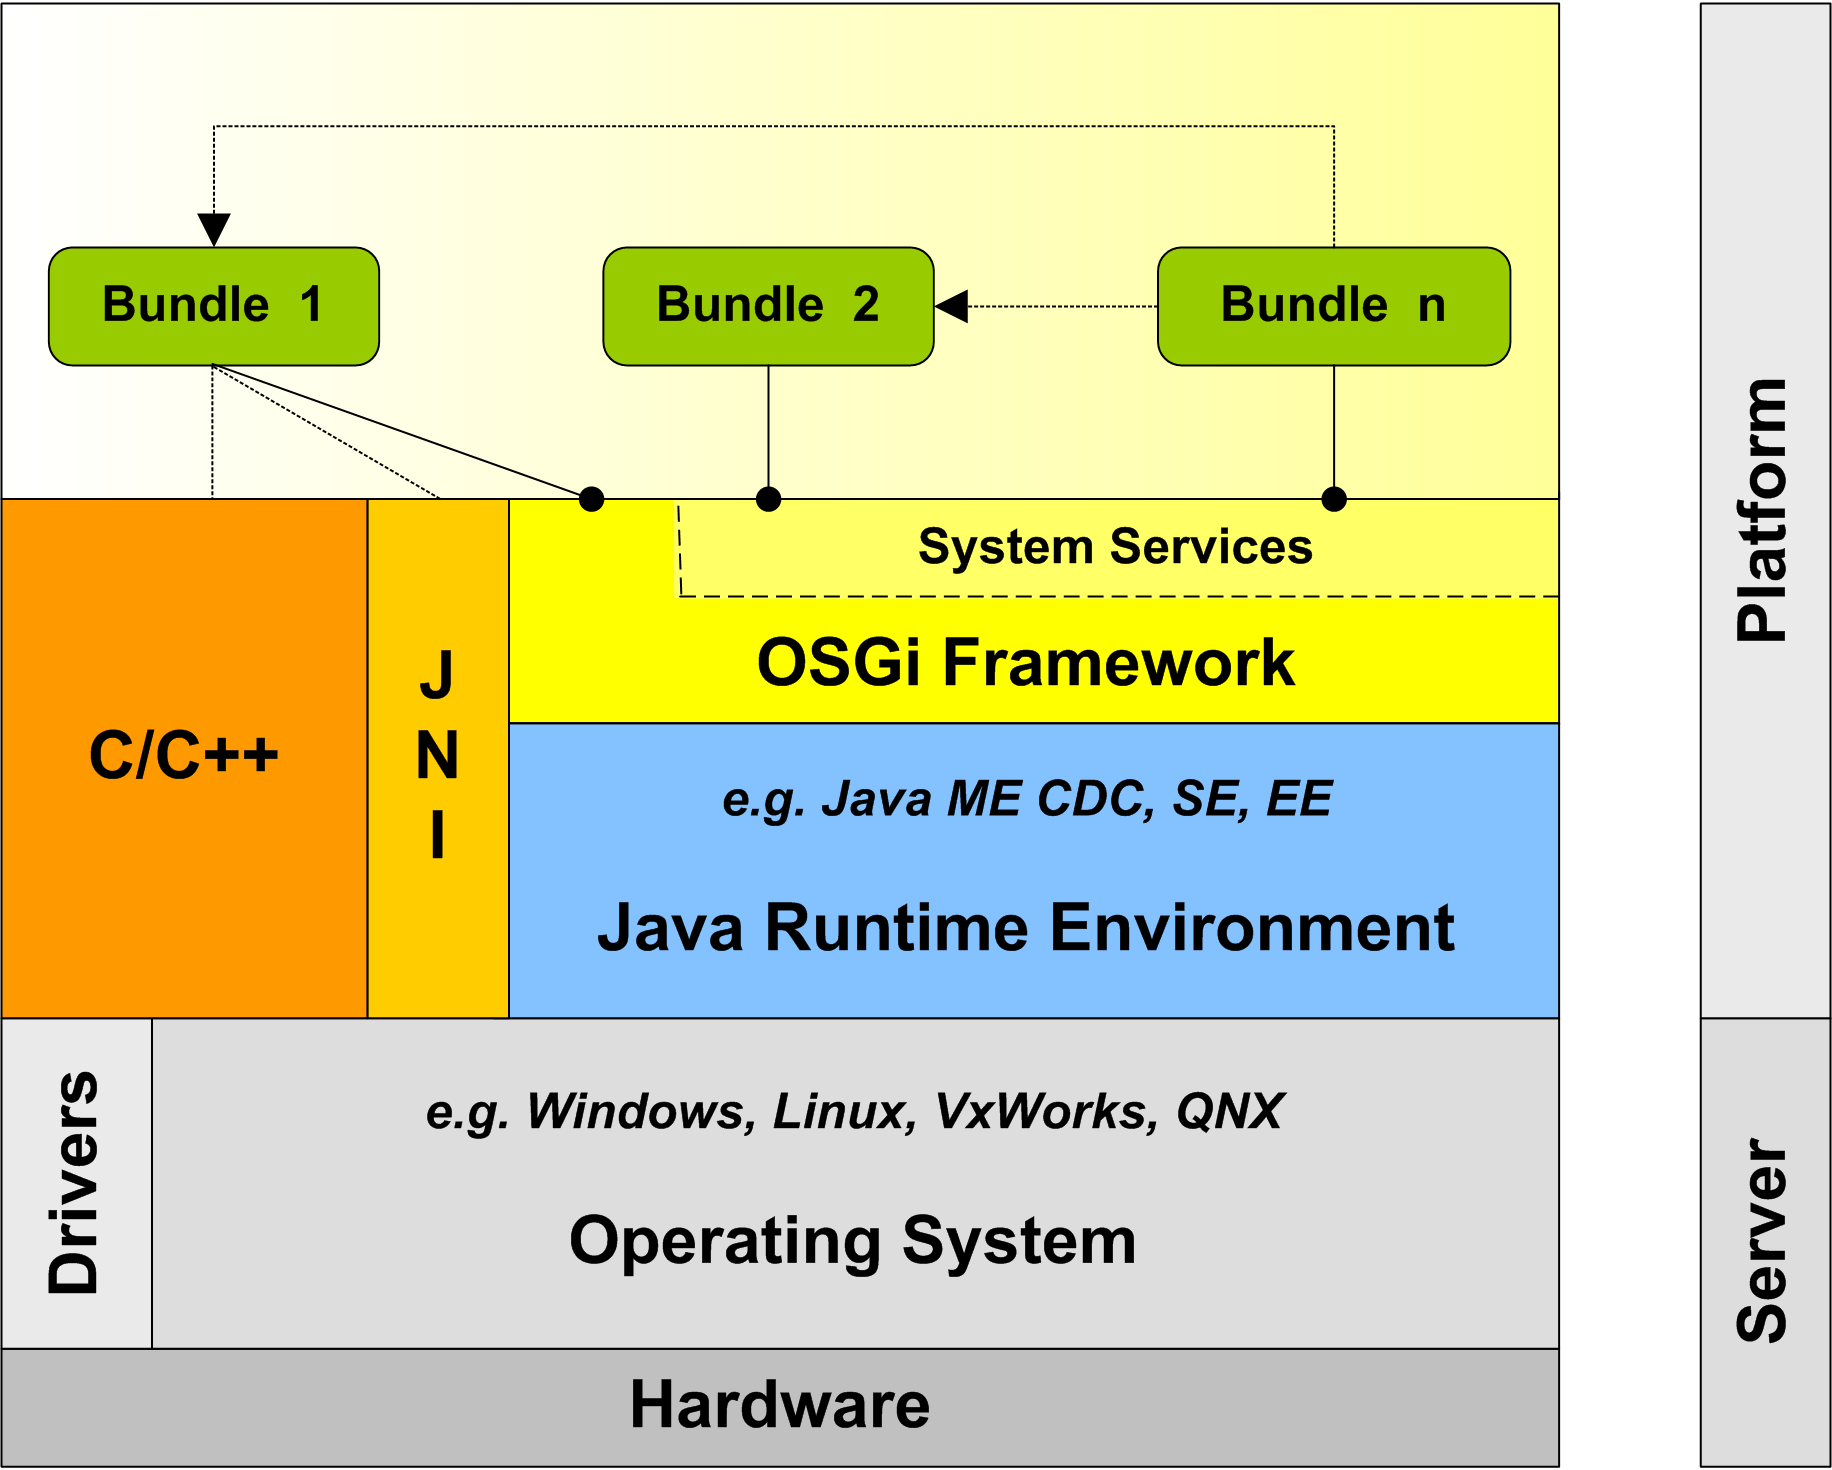 Bundle 1
Bundle 2
Bundle n
System Services
OSGi Framework
C/C++
J
N
I
e.g. Java ME CDC, SE, EE
Java Runtime Environment
Drivers
e.g. Windows, Linux, VxWorks, QNX
Operating System
Hardware
Platform
Server